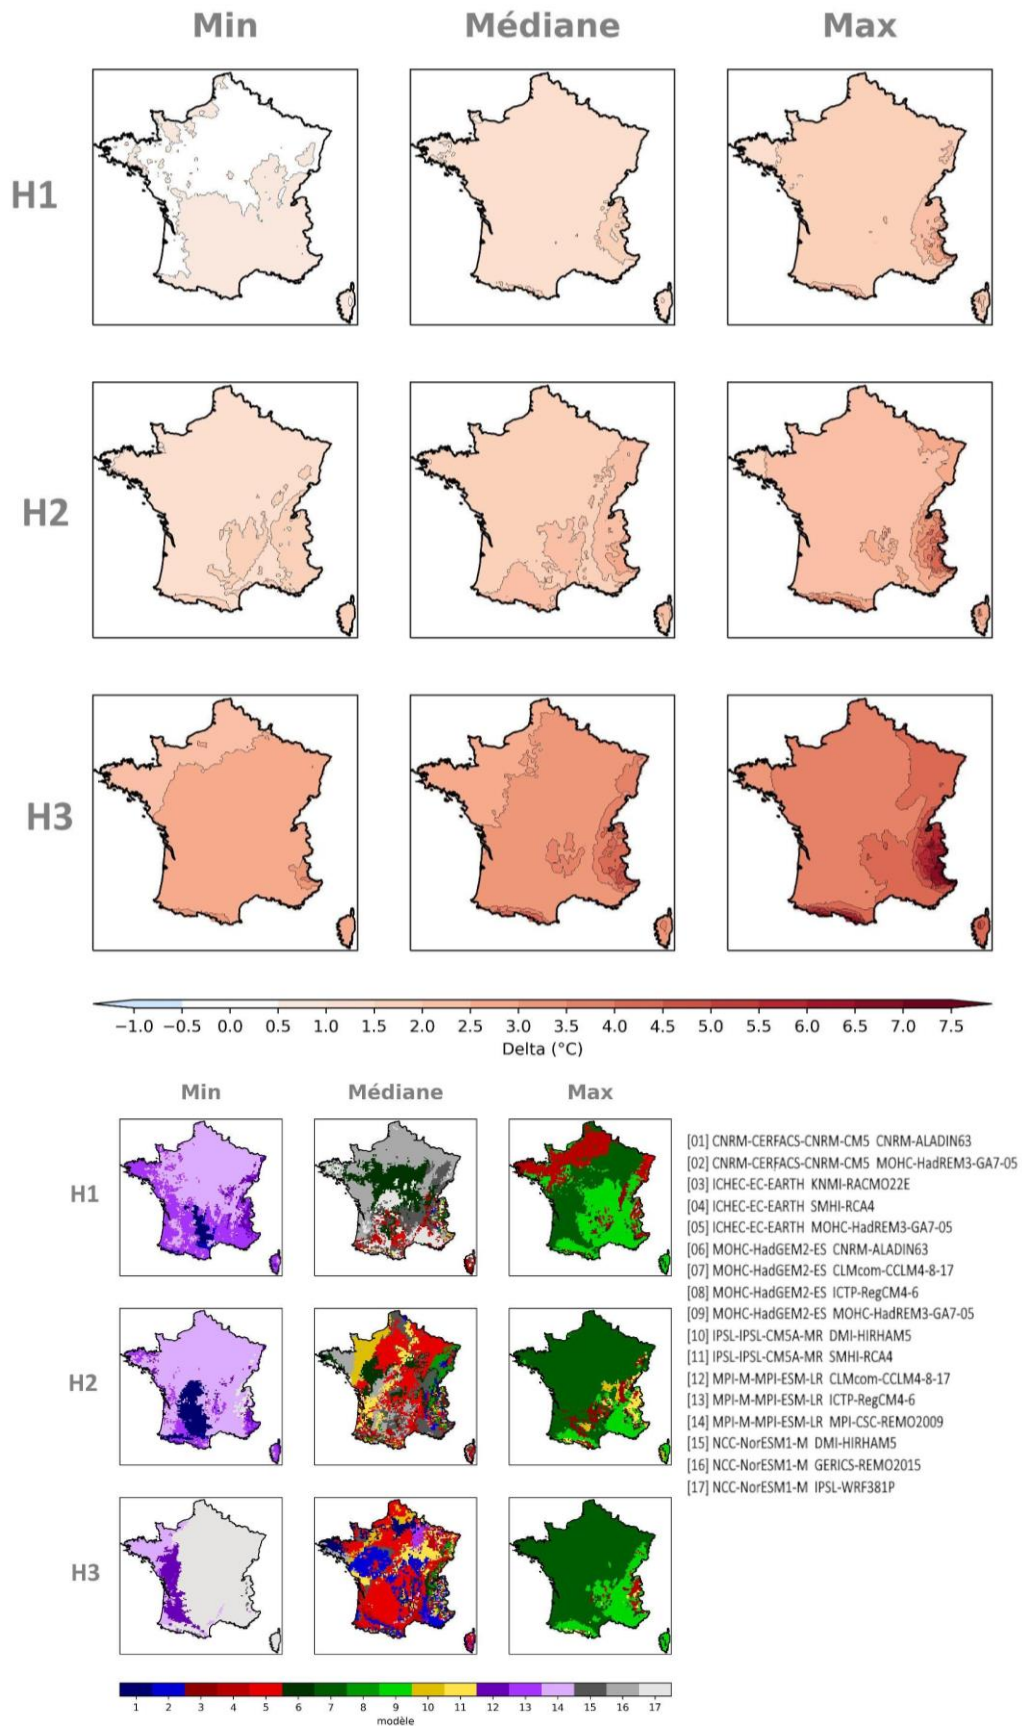 Min Médiane Max
H1
H2
H3
−1.0 −0.5 0.0 0.5 1.0 1.5 2.0 2.5 3.0 3.5 4.0 4.5 5.0 5.5 6.0 6.5 7.0 7.5
Delta (°C)
Min Médiane Max
H1
H2
H3
[01] CNRM-CERFACS-CNRM-CM5 CNRM-ALADIN63
[02] CNRM-CERFACS-CNRM-CM5 MOHC-HadREM3-GA7-05
[03] ICHEC-EC-EARTH KNMI-RACMO22E
[04] ICHEC-EC-EARTH SMHI-RCA4
[05] ICHEC-EC-EARTH MOHC-HadREM3-GA7-05
[06] MOHC-HadGEM2-ES CNRM-ALADIN63
[07] MOHC-HadGEM2-ES CLMcom-CCLM4-8-17
[08] MOHC-HadGEM2-ES ICTP-RegCM4-6
[09] MOHC-HadGEM2-ES MOHC-HadREM3-GA7-05
[10] IPSL-IPSL-CM5A-MR DMI-HIRHAM5
[11] IPSL-IPSL-CM5A-MR SMHI-RCA4
[12] MPI-M-MPI-ESM-LR CLMcom-CCLM4-8-17
[13] MPI-M-MPI-ESM-LR ICTP-RegCM4-6
[14] MPI-M-MPI-ESM-LR MPI-CSC-REMO2009
[15] NCC-NorESM1-M DMI-HIRHAM5
[16] NCC-NorESM1-M GERICS-REMO2015
[17] NCC-NorESM1-M IPSL-WRF381P
1 2 3 4 5 6 7 8 9 10 11 12 13 14 15 16 17
modèle